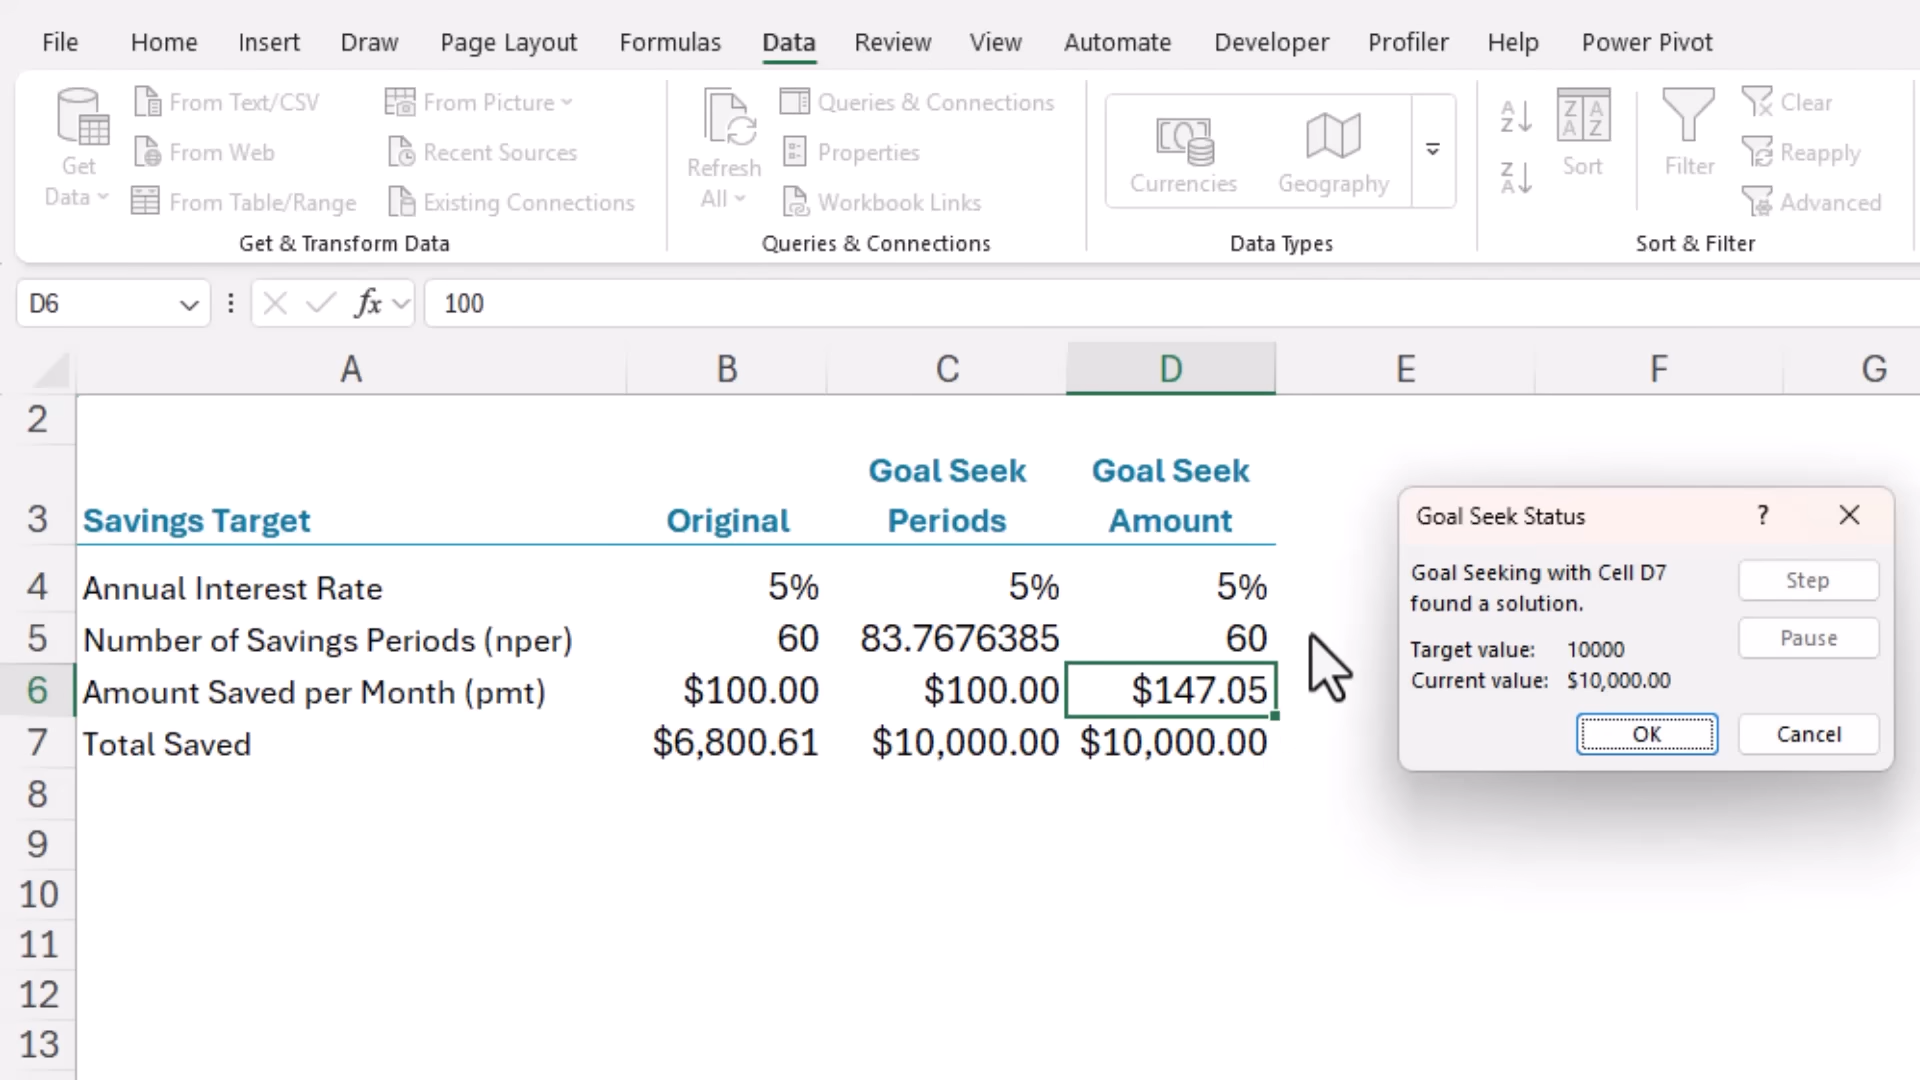 File Home Insert Draw Page Layout Formulas Data Review View Automate Developer Profiler Help Power Pivot
Get
Data
From Text/CSV
From Web
From Table/Range
From Picture
Recent Sources
Existing Connections
Get & Transform Data
Refresh
All
Queries & Connections
Properties
Workbook Links
Queries & Connections
Currencies
Geography
Data Types
Sort
Filter
Clear
Reapply
Advanced
Sort & Filter
D6 fx 100
A B C D E F G
2
3 Savings Target Original Goal Seek Periods Goal Seek Amount
4 Annual Interest Rate 5% 5% 5%
5 Number of Savings Periods (nper) 60 83.7676385 60
6 Amount Saved per Month (pmt) $100.00 $100.00 $147.05
7 Total Saved $6,800.61 $10,000.00 $10,000.00
8
9
10
11
12
13
Goal Seek Status ?
Goal Seeking with Cell D7
found a solution.
Target value: 10000
Current value: $10,000.00
Step
Pause
OK
Cancel